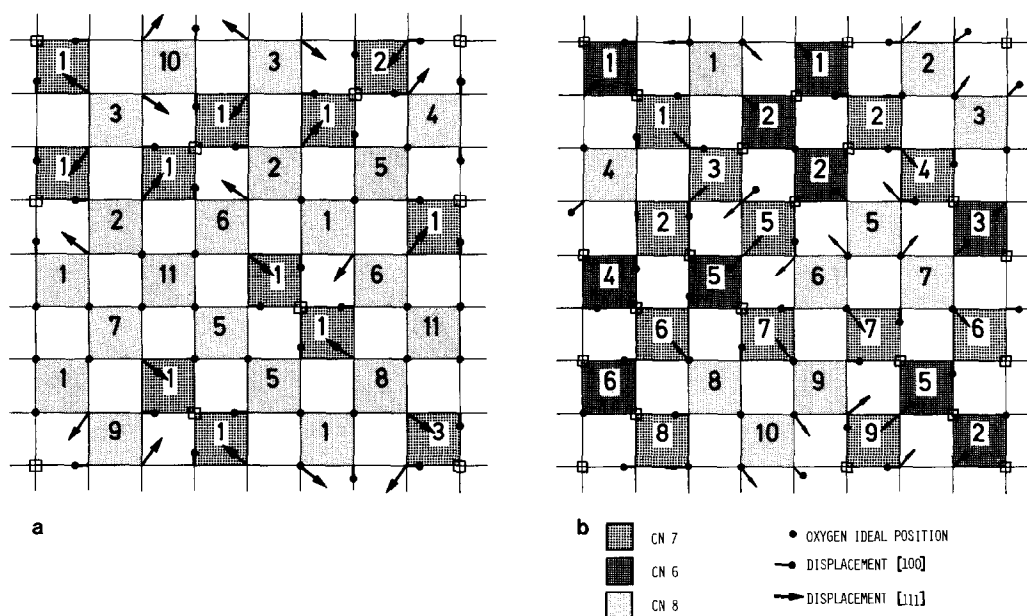 1 10 3 2
3 1 1 4
1 1 2 5
2 6 1 1
1 11 1 6
7 5 1 11
1 1 5 8
9 1 1 3
a
1 1 1 2
1 2 2 3
4 3 2 4
2 5 5 3
4 5 6 7
6 7 7 6
6 8 9 5
8 10 9 2
b
CN 7
CN 6
CN 8
OXYGEN IDEAL POSITION
DISPLACEMENT [100]
DISPLACEMENT [111]